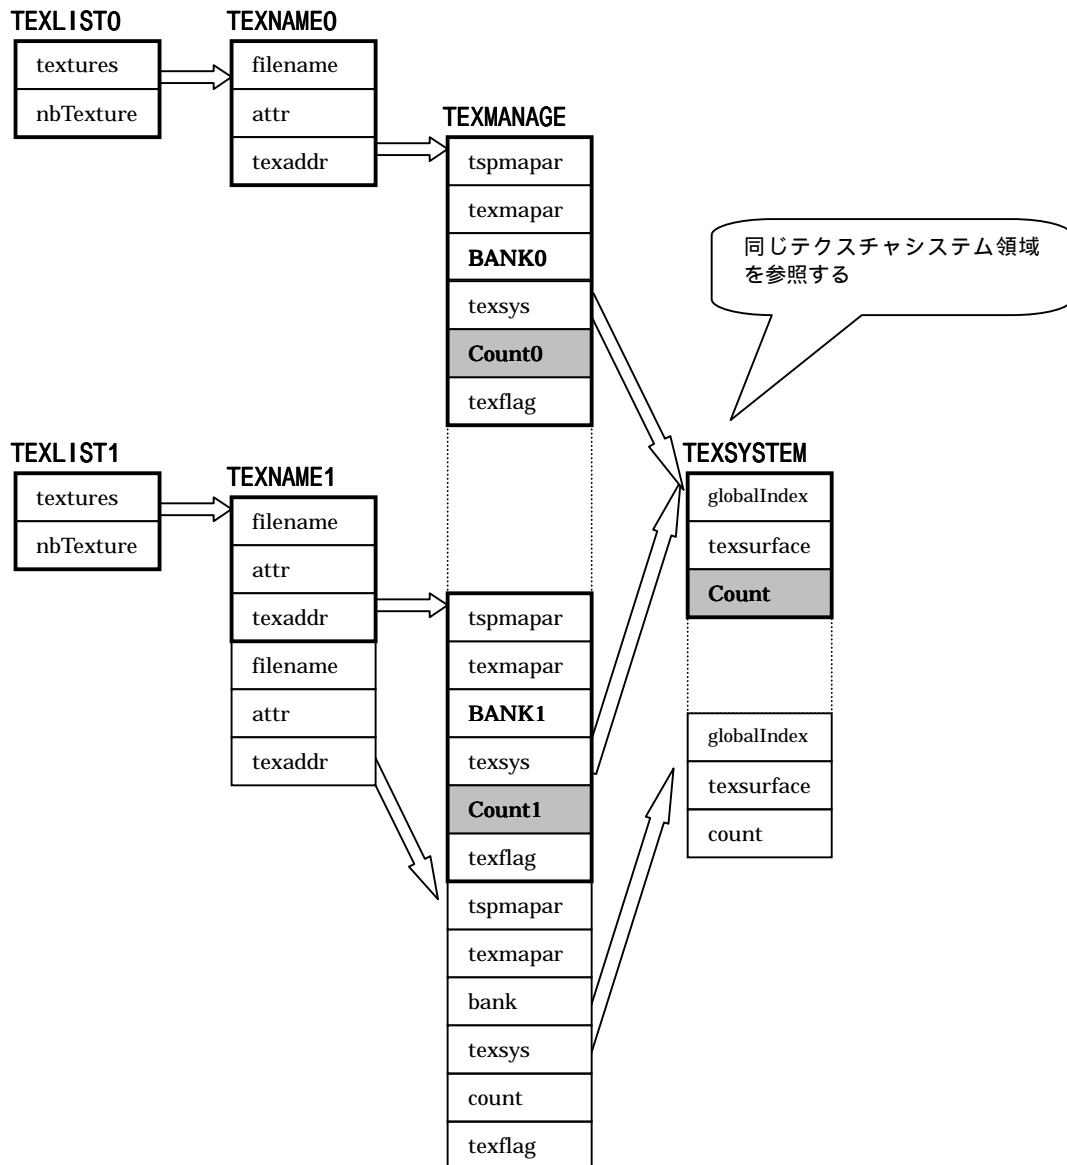 TEXLIST0
textures
nbTexture
TEXNAME0
filename
attr
texaddr
TEXMANAGE
tspmapar
texmapar
BANK0
texsys
Count0
texflag
同じテクスチャシステム領域
を参照する
TEXLIST1
textures
nbTexture
TEXNAME1
filename
attr
texaddr
filename
attr
texaddr
tspmapar
texmapar
BANK1
texsys
Count1
texflag
tspmapar
texmapar
bank
texsys
count
texflag
TEXSYSTEM
globalIndex
texsurface
Count
globalIndex
texsurface
count